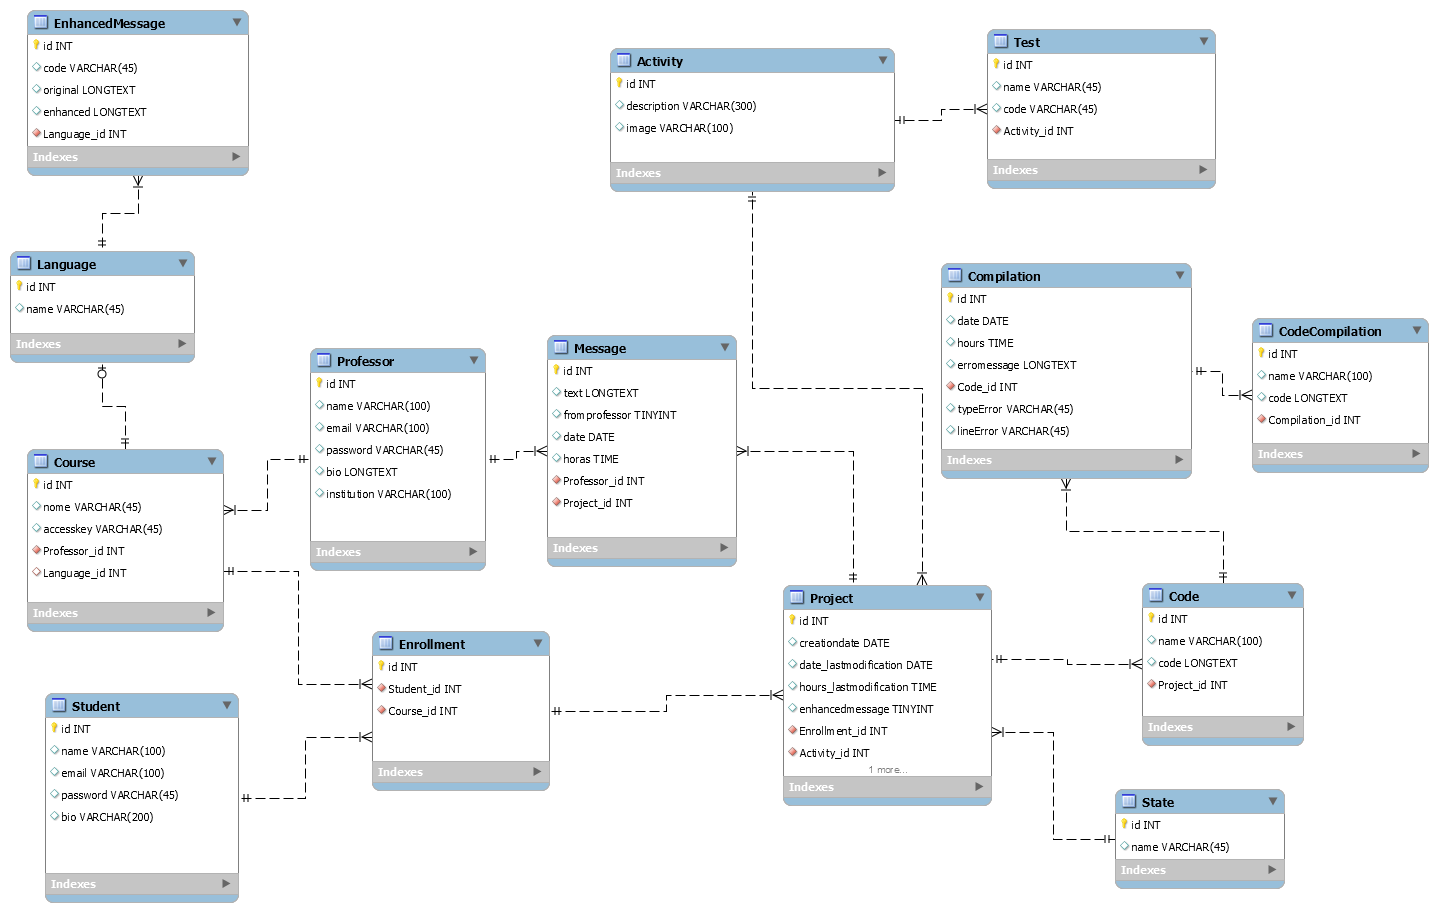 EnhancedMessage
id INT
code VARCHAR(45)
original LONGTEXT
enhanced LONGTEXT
Language_id INT
Indexes
Language
id INT
name VARCHAR(45)
Indexes
Course
id INT
nome VARCHAR(45)
accesskey VARCHAR(45)
Professor_id INT
Language_id INT
Indexes
Student
id INT
name VARCHAR(100)
email VARCHAR(100)
password VARCHAR(45)
bio VARCHAR(200)
Indexes
Professor
id INT
name VARCHAR(100)
email VARCHAR(100)
password VARCHAR(45)
bio LONGTEXT
institution VARCHAR(100)
Indexes
Enrollment
id INT
Student_id INT
Course_id INT
Indexes
Message
id INT
text LONGTEXT
fromprofessor TINYINT
date DATE
horas TIME
Professor_id INT
Project_id INT
Indexes
Activity
id INT
description VARCHAR(300)
image VARCHAR(100)
Indexes
Test
id INT
name VARCHAR(45)
code VARCHAR(45)
Activity_id INT
Indexes
Compilation
id INT
date DATE
hours TIME
erromessage LONGTEXT
Code_id INT
typeError VARCHAR(45)
lineError VARCHAR(45)
Indexes
CodeCompilation
id INT
name VARCHAR(100)
code LONGTEXT
Compilation_id INT
Indexes
Project
id INT
creationdate DATE
date_lastmodification DATE
hours_lastmodification TIME
enhancedmessage TINYINT
Enrollment_id INT
Activity_id INT
1 more...
Indexes
Code
id INT
name VARCHAR(100)
code LONGTEXT
Project_id INT
Indexes
State
id INT
name VARCHAR(45)
Indexes